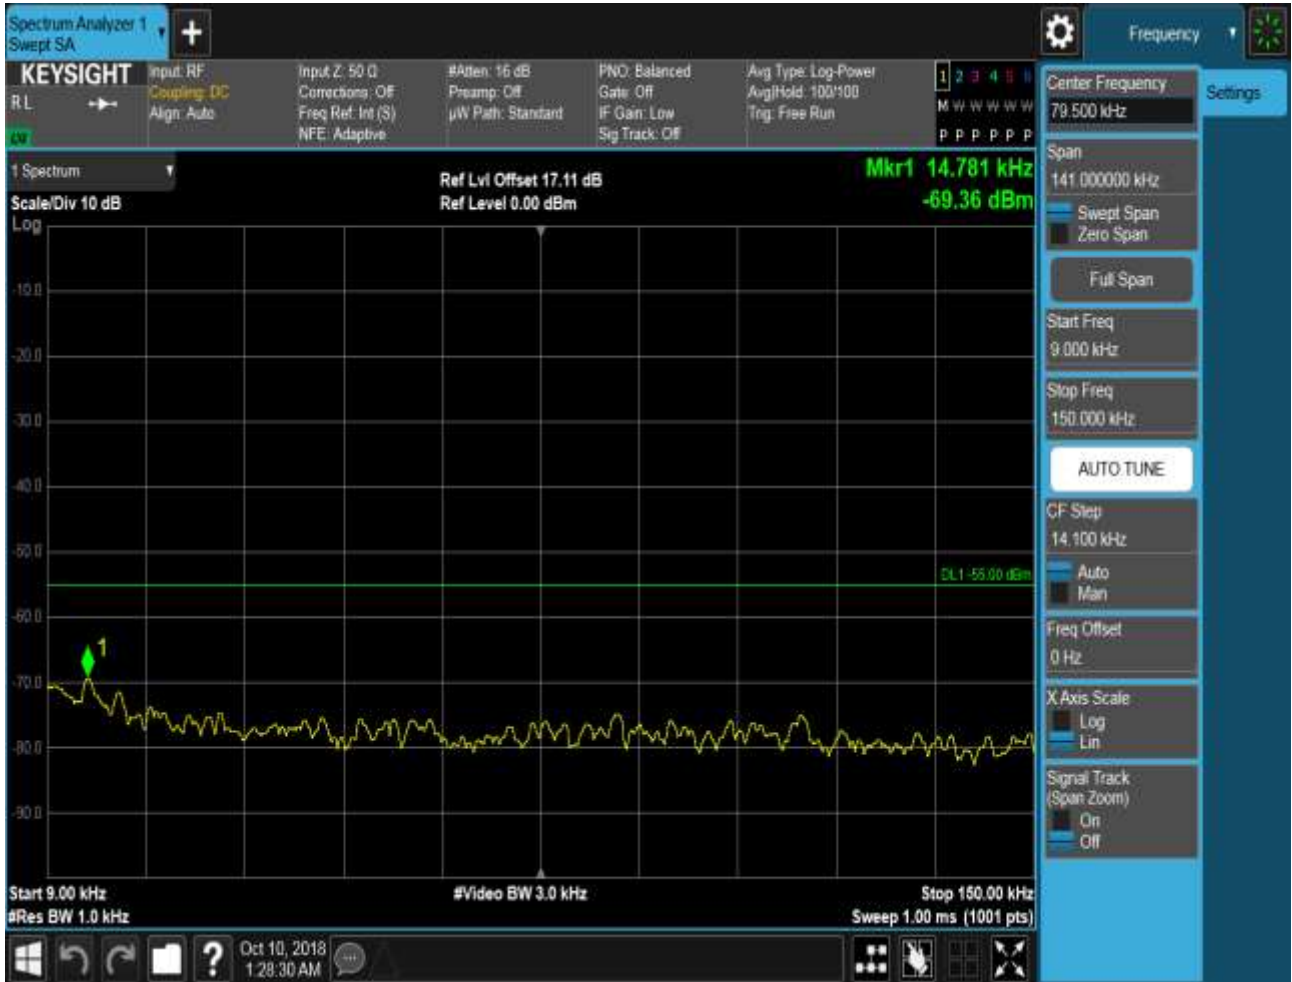 Spectrum Analyzer 1
Swept SA
+
Frequency
KEYSIGHT
RL
Input: RF
Coupling: DC
Align: Auto
Input Z: 50 Ω
Corrections: Off
Freq Ref: Int (S)
NFE: Adaptive
#Atten: 16 dB
Preamp: Off
µW Path: Standard
PNO: Balanced
Gate: Off
IF Gain: Low
Sig Track: Off
Avg Type: Log-Power
Avg|Hold: 100/100
Trig: Free Run
1 2 3 4 5 6
M W W W W W
P P P P P P
1 Spectrum
Scale/Div 10 dB
Log
Ref Lvl Offset 17.11 dB
Ref Level 0.00 dBm
Mkr1 14.781 kHz
-69.36 dBm
-10.0
-20.0
-30.0
-40.0
-50.0
DL1 -55.00 dBm
-60.0
1
-70.0
-80.0
-90.0
Start 9.00 kHz
#Video BW 3.0 kHz
Stop 150.00 kHz
#Res BW 1.0 kHz
Sweep 1.00 ms (1001 pts)
?
Oct 10, 2018
1:28:30 AM
Center Frequency
79.500 kHz
Settings
Span
141.000000 kHz
Swept Span
Zero Span
Full Span
Start Freq
9.000 kHz
Stop Freq
150.000 kHz
AUTO TUNE
CF Step
14.100 kHz
Auto
Man
Freq Offset
0 Hz
X Axis Scale
Log
Lin
Signal Track
(Span Zoom)
On
Off